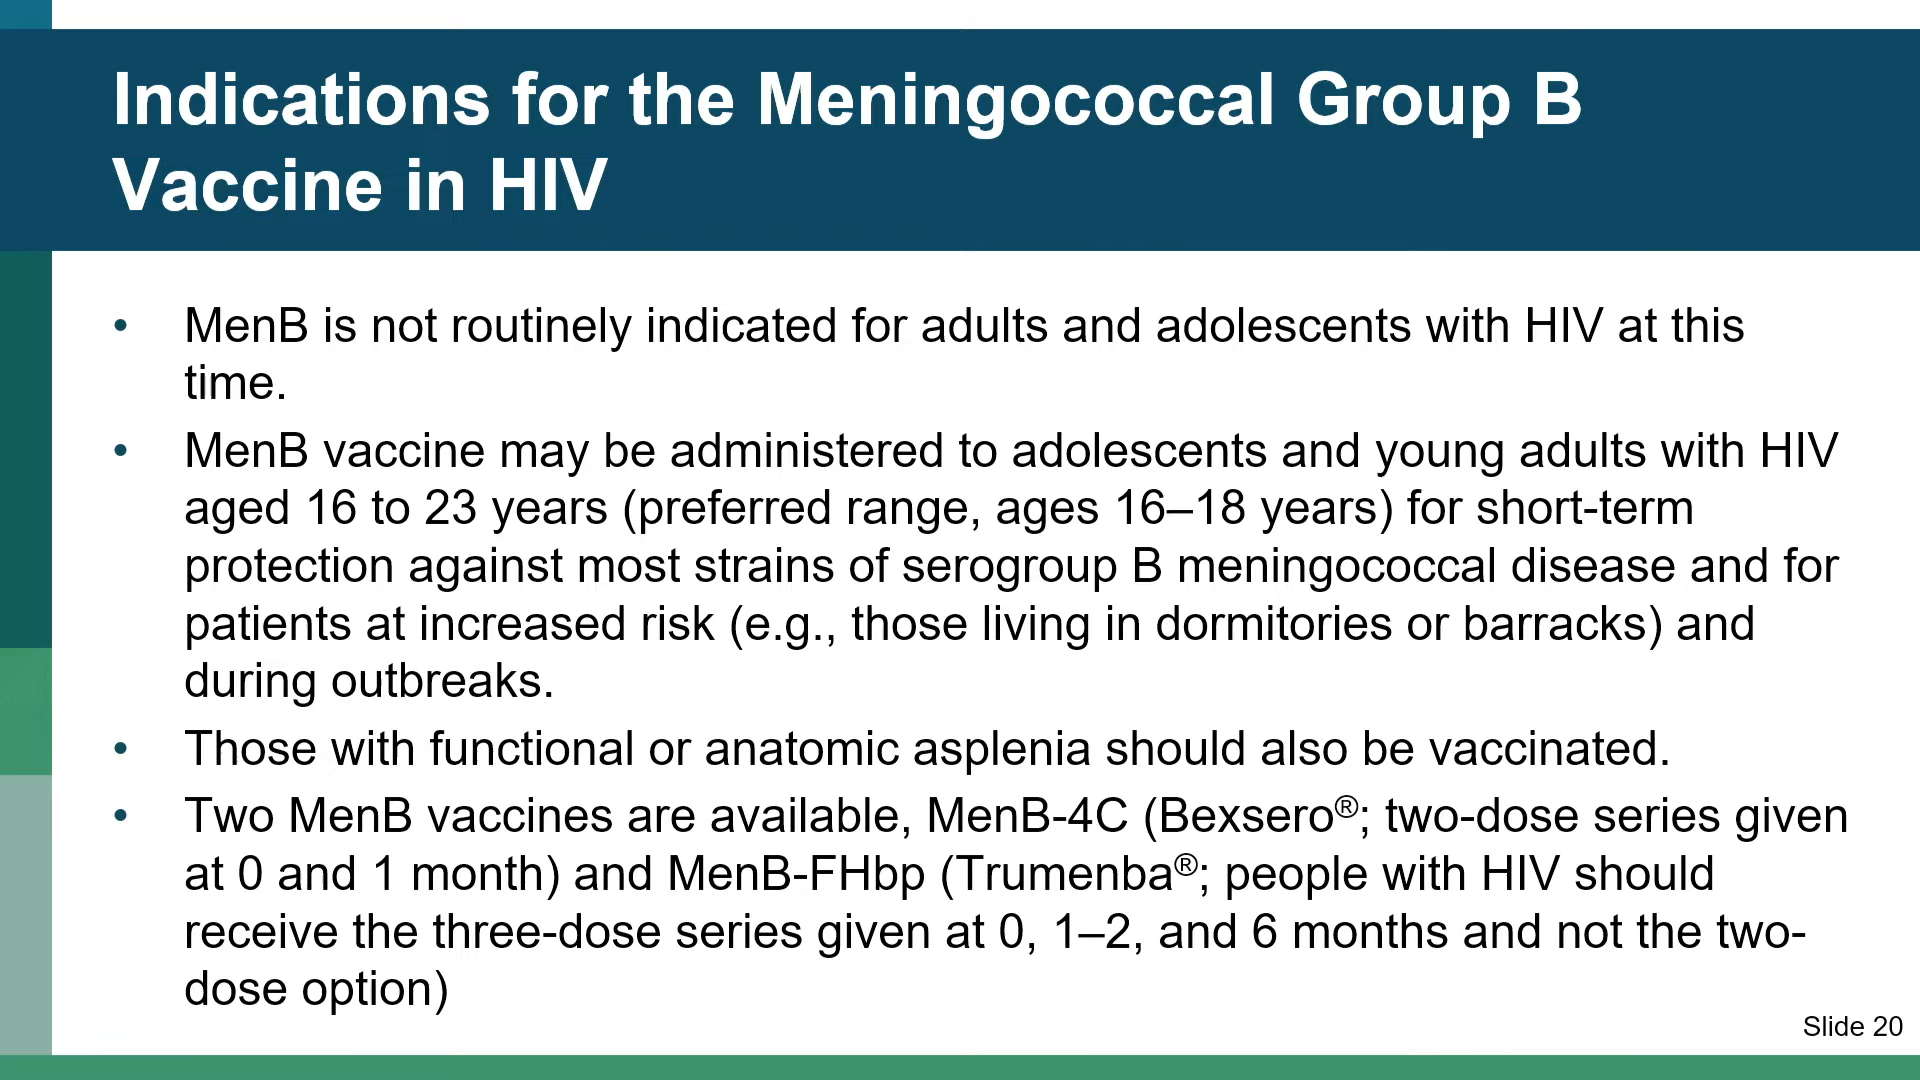 Indications for the Meningococcal Group B
Vaccine in HIV
• MenB is not routinely indicated for adults and adolescents with HIV at this
time.
• MenB vaccine may be administered to adolescents and young adults with HIV
aged 16 to 23 years (preferred range, ages 16–18 years) for short-term
protection against most strains of serogroup B meningococcal disease and for
patients at increased risk (e.g., those living in dormitories or barracks) and
during outbreaks.
• Those with functional or anatomic asplenia should also be vaccinated.
• Two MenB vaccines are available, MenB-4C (Bexsero®; two-dose series given
at 0 and 1 month) and MenB-FHbp (Trumenba®; people with HIV should
receive the three-dose series given at 0, 1–2, and 6 months and not the two-
dose option)
Slide 20